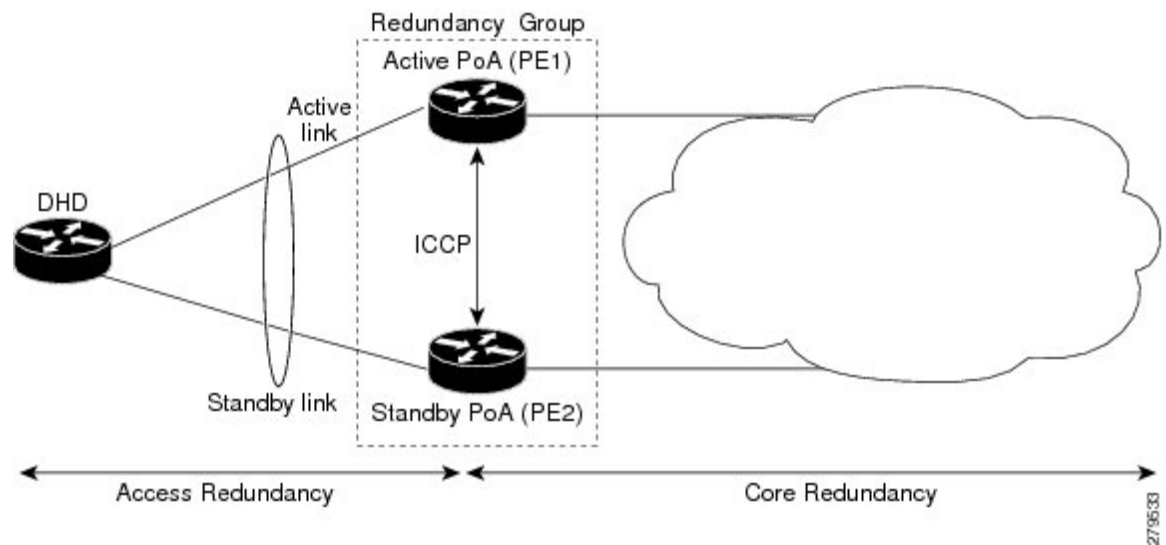 Redundancy Group
Active PoA (PE1)
Active
link
DHD
ICCP
Standby link
Standby PoA (PE2)
Access Redundancy
Core Redundancy
279533